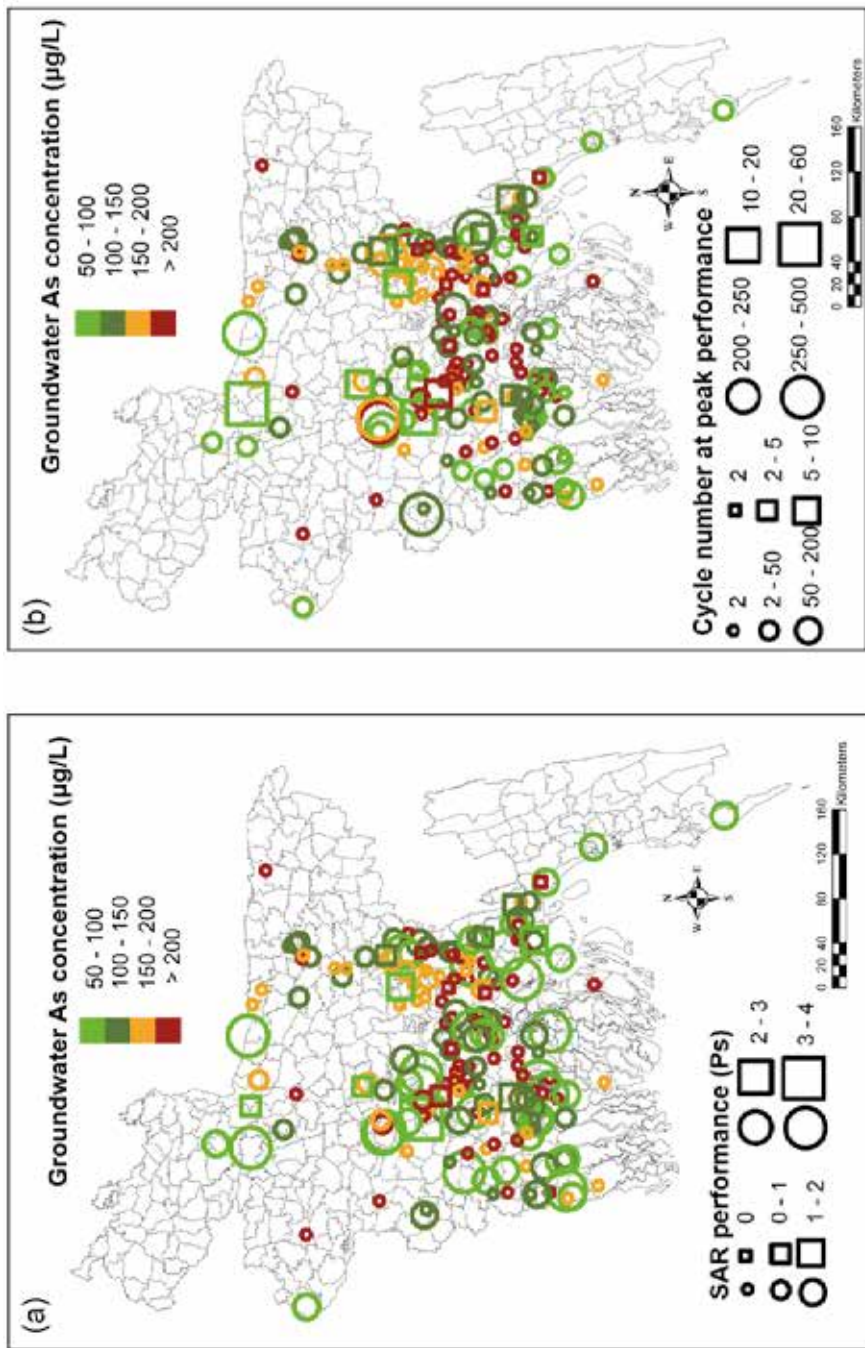 (a)
Groundwater As concentration (µg/L)
50 - 100
100 - 150
150 - 200
> 200
N
W E
S
SAR performance (Ps)
0
0 - 1
1 - 2
2 - 3
3 - 4
0 20 40 80 120 160
Kilometers
(b)
Groundwater As concentration (µg/L)
50 - 100
100 - 150
150 - 200
> 200
N
W E
S
Cycle number at peak performance
2
2 - 50
50 - 200
2
2 - 5
5 - 10
200 - 250
250 - 500
10 - 20
20 - 60
0 20 40 80 120 160
Kilometers